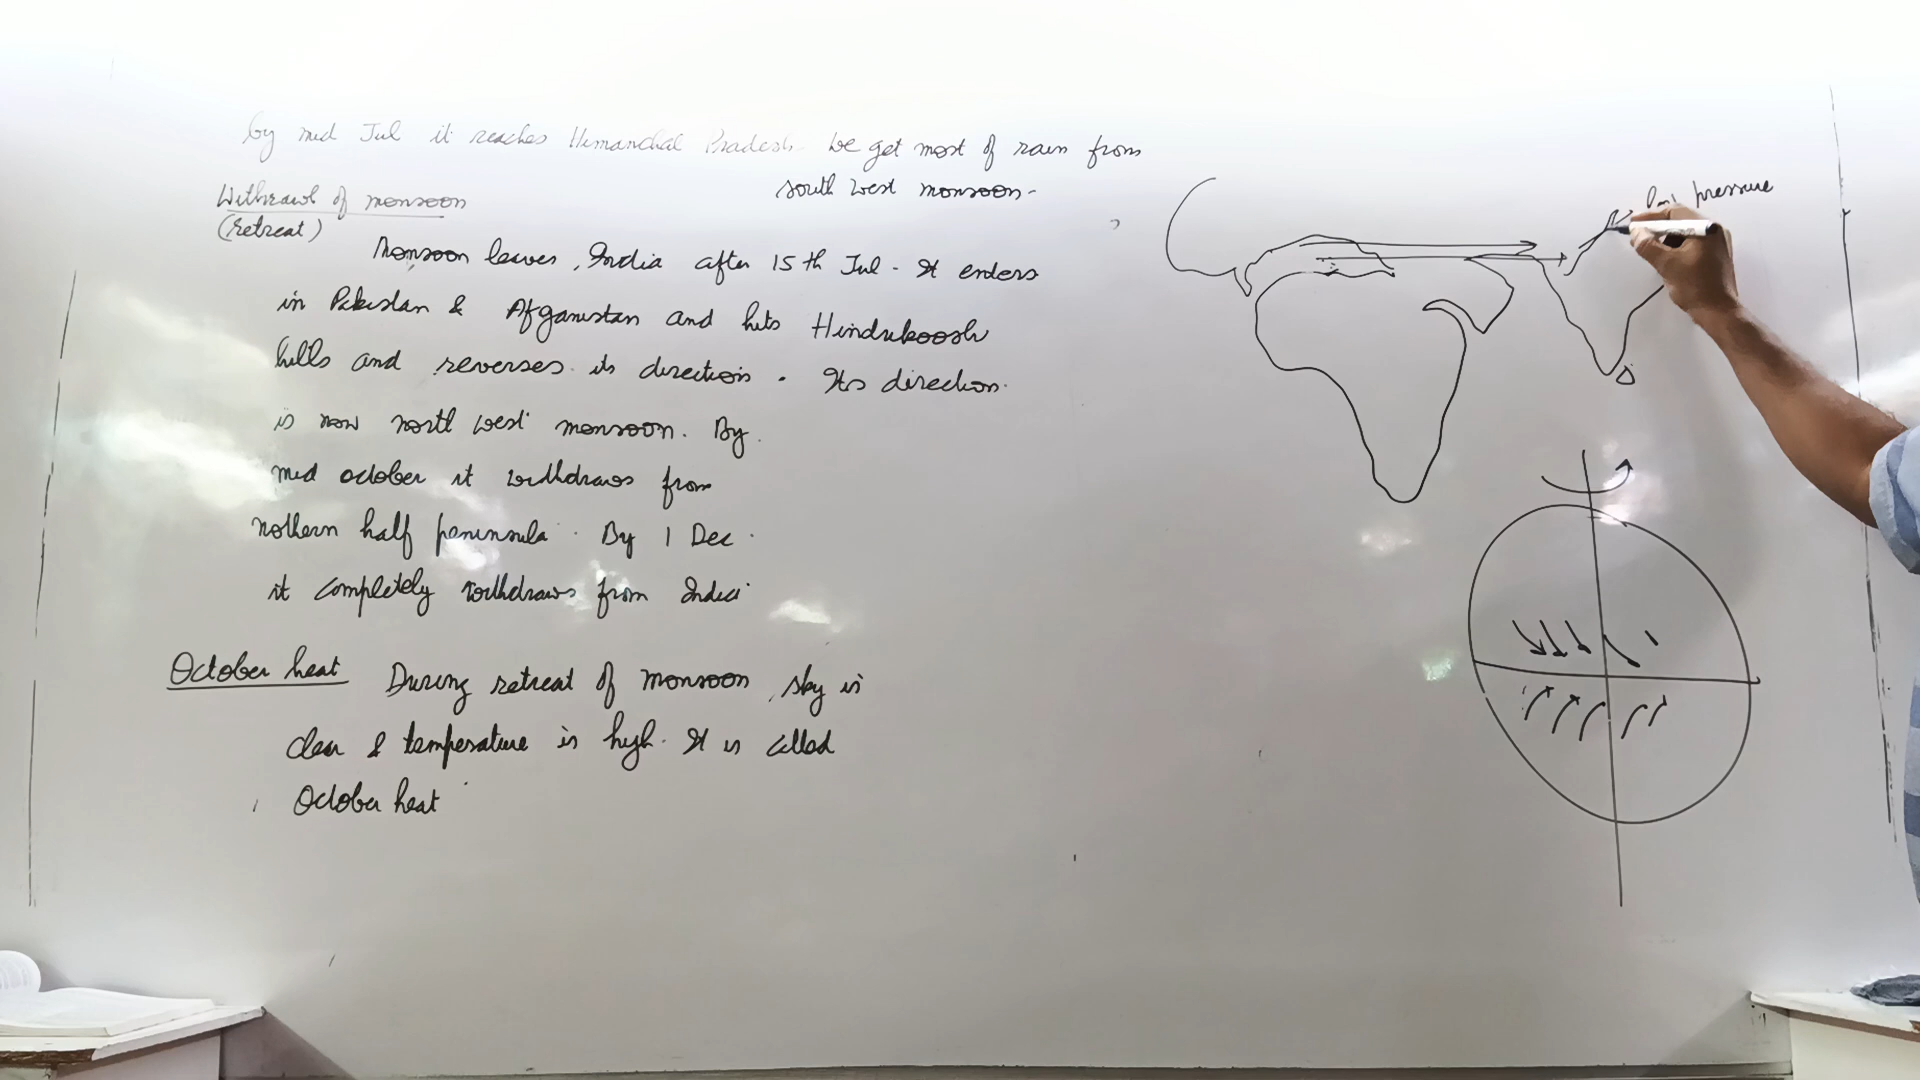 by mid Jul it reaches Himanchal Pradesh. We get most of rain from
south west monsoon-
Withrawl of monsoon
(retreat)
Monsoon leaves India after 15 th Jul - It enders
in Pakistan & Afganistan and hits Hindukoosh
hills and reverses its direction. Its direction.
is now north west monsoon. By
mid october it withdraws from
nothern half peninsula. By 1 Dec.
it completely withdraws from India
October heat During retreat of monsoon sky is
clear & temperature is high. It is called
October heat
pressure